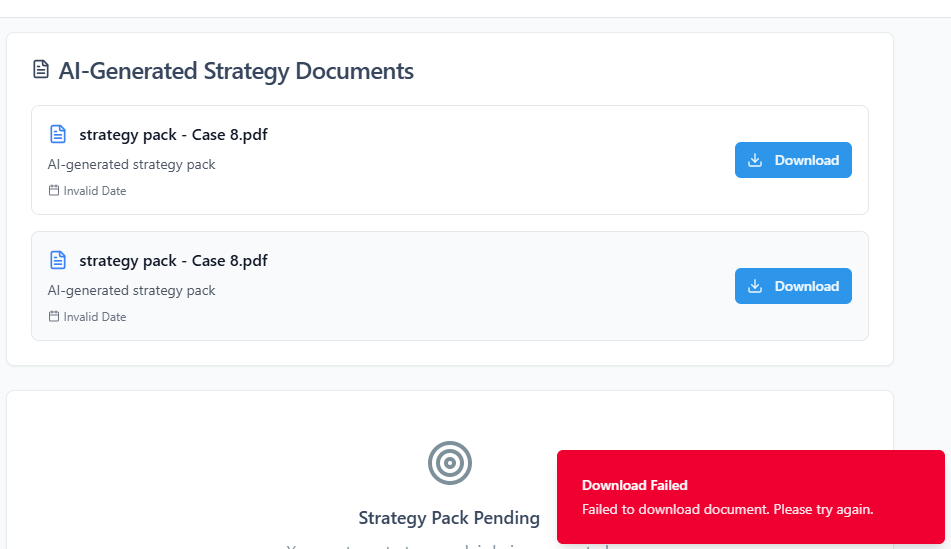 AI-Generated Strategy Documents
strategy pack - Case 8.pdf
AI-generated strategy pack
Invalid Date
Download
strategy pack - Case 8.pdf
AI-generated strategy pack
Invalid Date
Download
Strategy Pack Pending
Download Failed
Failed to download document. Please try again.